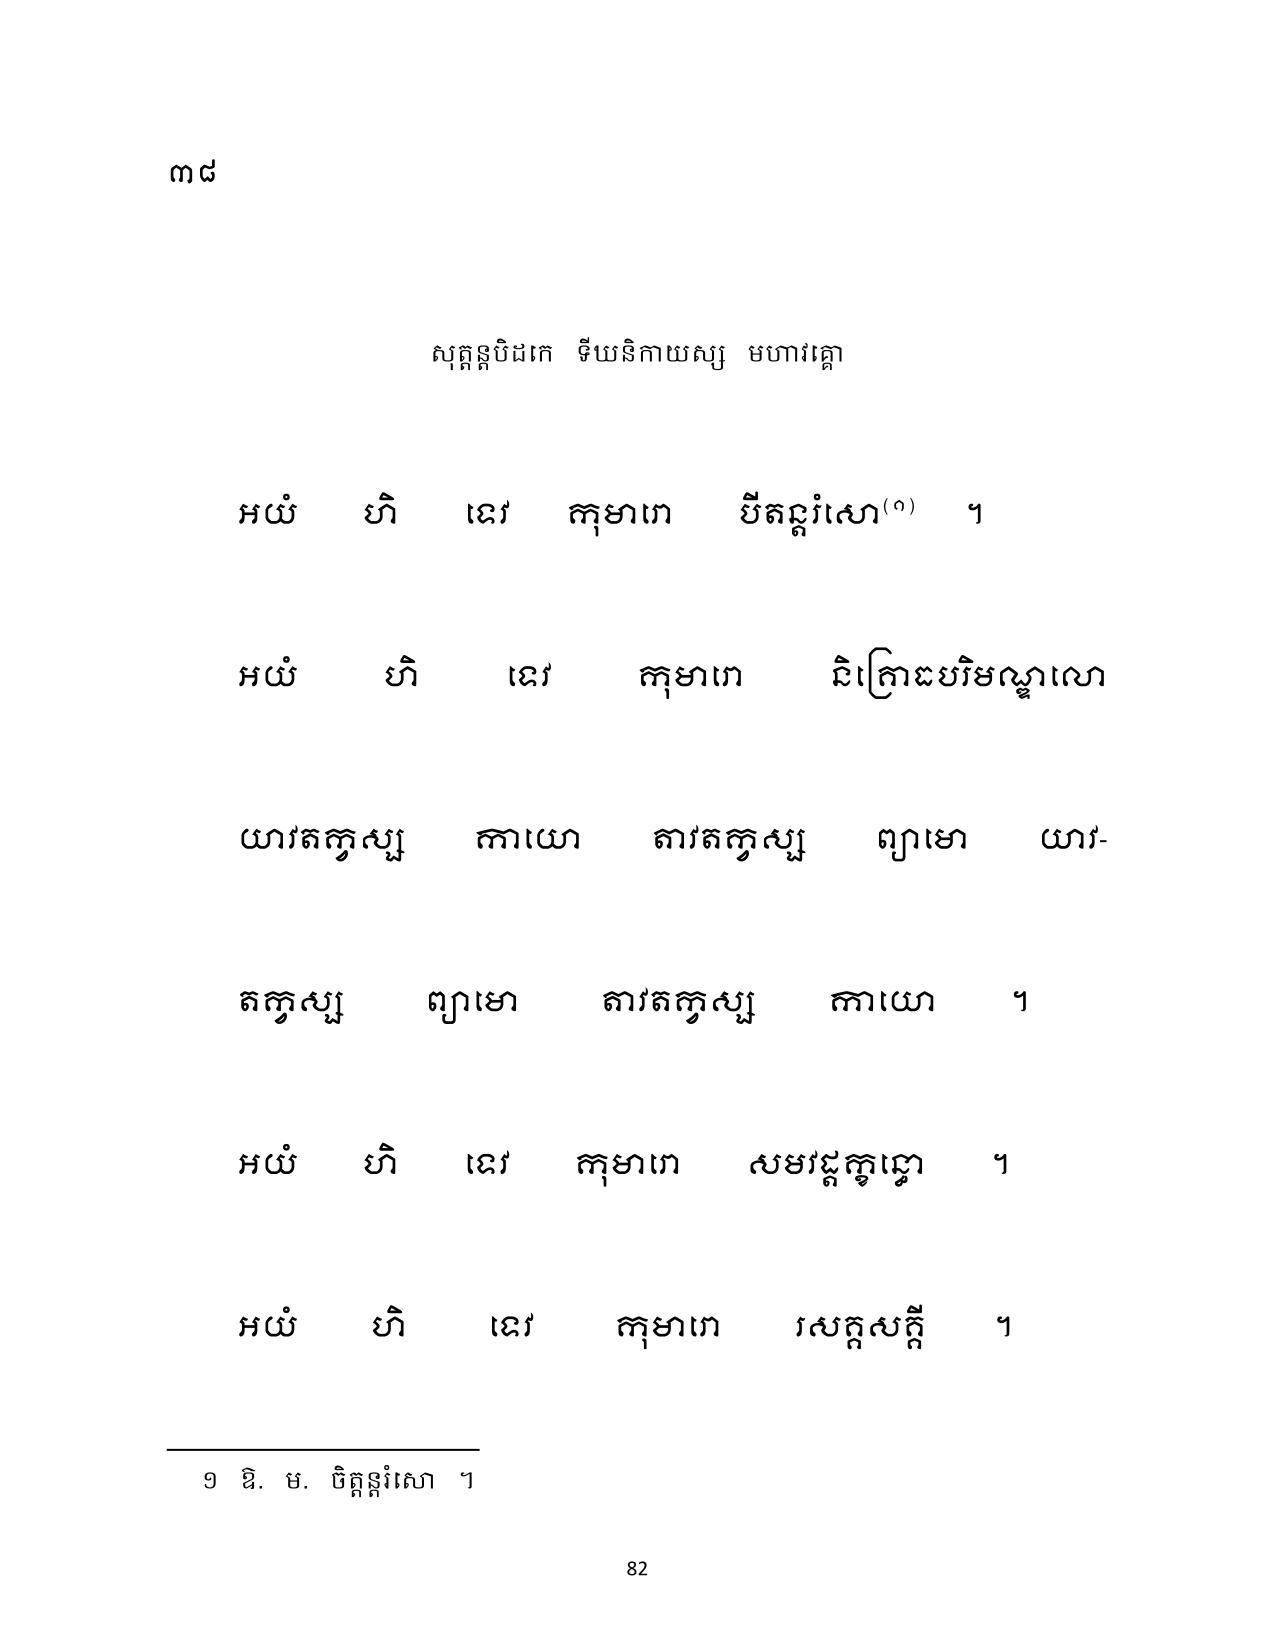 ៣៨
សុត្តន្តបិដកេ ទីឃនិកាយស្ស មហាវគ្គោ
អយំ ហិ ទេវ កុមារោ បីតន្តរំសោ(១) ។
អយំ ហិ ទេវ កុមារោ និគ្រោធបរិមណ្ឌលោ
យាវតក្វស្ស កាយោ តាវតក្វស្ស ព្យាមោ យាវ-
តក្វស្ស ព្យាមោ តាវតក្វស្ស កាយោ ។
អយំ ហិ ទេវ កុមារោ សមវដ្តក្ខន្ធោ ។
អយំ ហិ ទេវ កុមារោ រសគ្គសគ្គី ។
១ ឱ. ម. ចិត្តន្តរំសោ ។
82